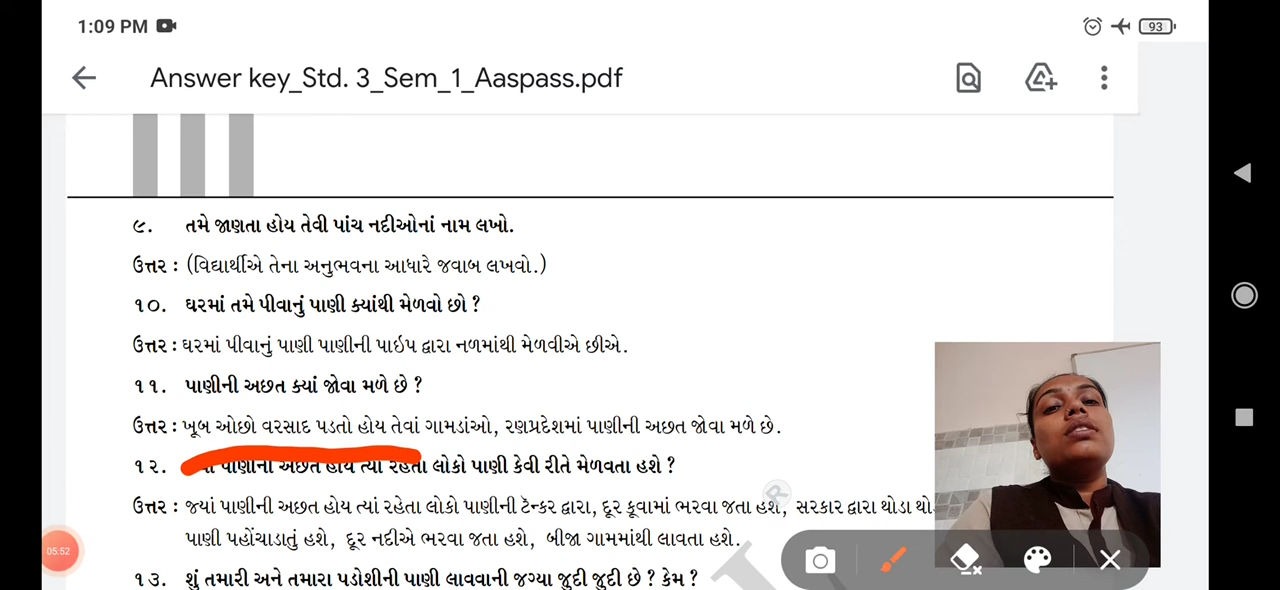 1:09 PM
93
Answer key_Std. 3_Sem_1_Aaspass.pdf
૯. તમે જાણતા હોય તેવી પાંચ નદીઓનાં નામ લખો.
ઉત્તર : (વિદ્યાર્થીએ તેના અનુભવના આધારે જવાબ લખવો.)
૧૦. ઘરમાં તમે પીવાનું પાણી ક્યાંથી મેળવો છો ?
ઉત્તર : ઘરમાં પીવાનું પાણી પાણીની પાઇપ દ્વારા નળમાંથી મેળવીએ છીએ.
૧૧. પાણીની અછત ક્યાં જોવા મળે છે ?
ઉત્તર : ખૂબ ઓછો વરસાદ પડતો હોય તેવાં ગામડાંઓ, રણપ્રદેશમાં પાણીની અછત જોવા મળે છે.
૧૨. પાણીની અછત હોય ત્યાં રહેતા લોકો પાણી કેવી રીતે મેળવતા હશે ?
ઉત્તર : જ્યાં પાણીની અછત હોય ત્યાં રહેતા લોકો પાણીની ટૅન્કર દ્વારા, દૂર કૂવામાં ભરવા જતા હશે, સરકાર દ્વારા થોડા
પાણી પહોંચાડાતું હશે, દૂર નદીએ ભરવા જતા હશે, બીજા ગામમાંથી લાવતા હશે.
૧૩. શું તમારી અને તમારા પડોશીની પાણી લાવવાની જગ્યા જુદી જુદી છે ? કેમ ?
05:52